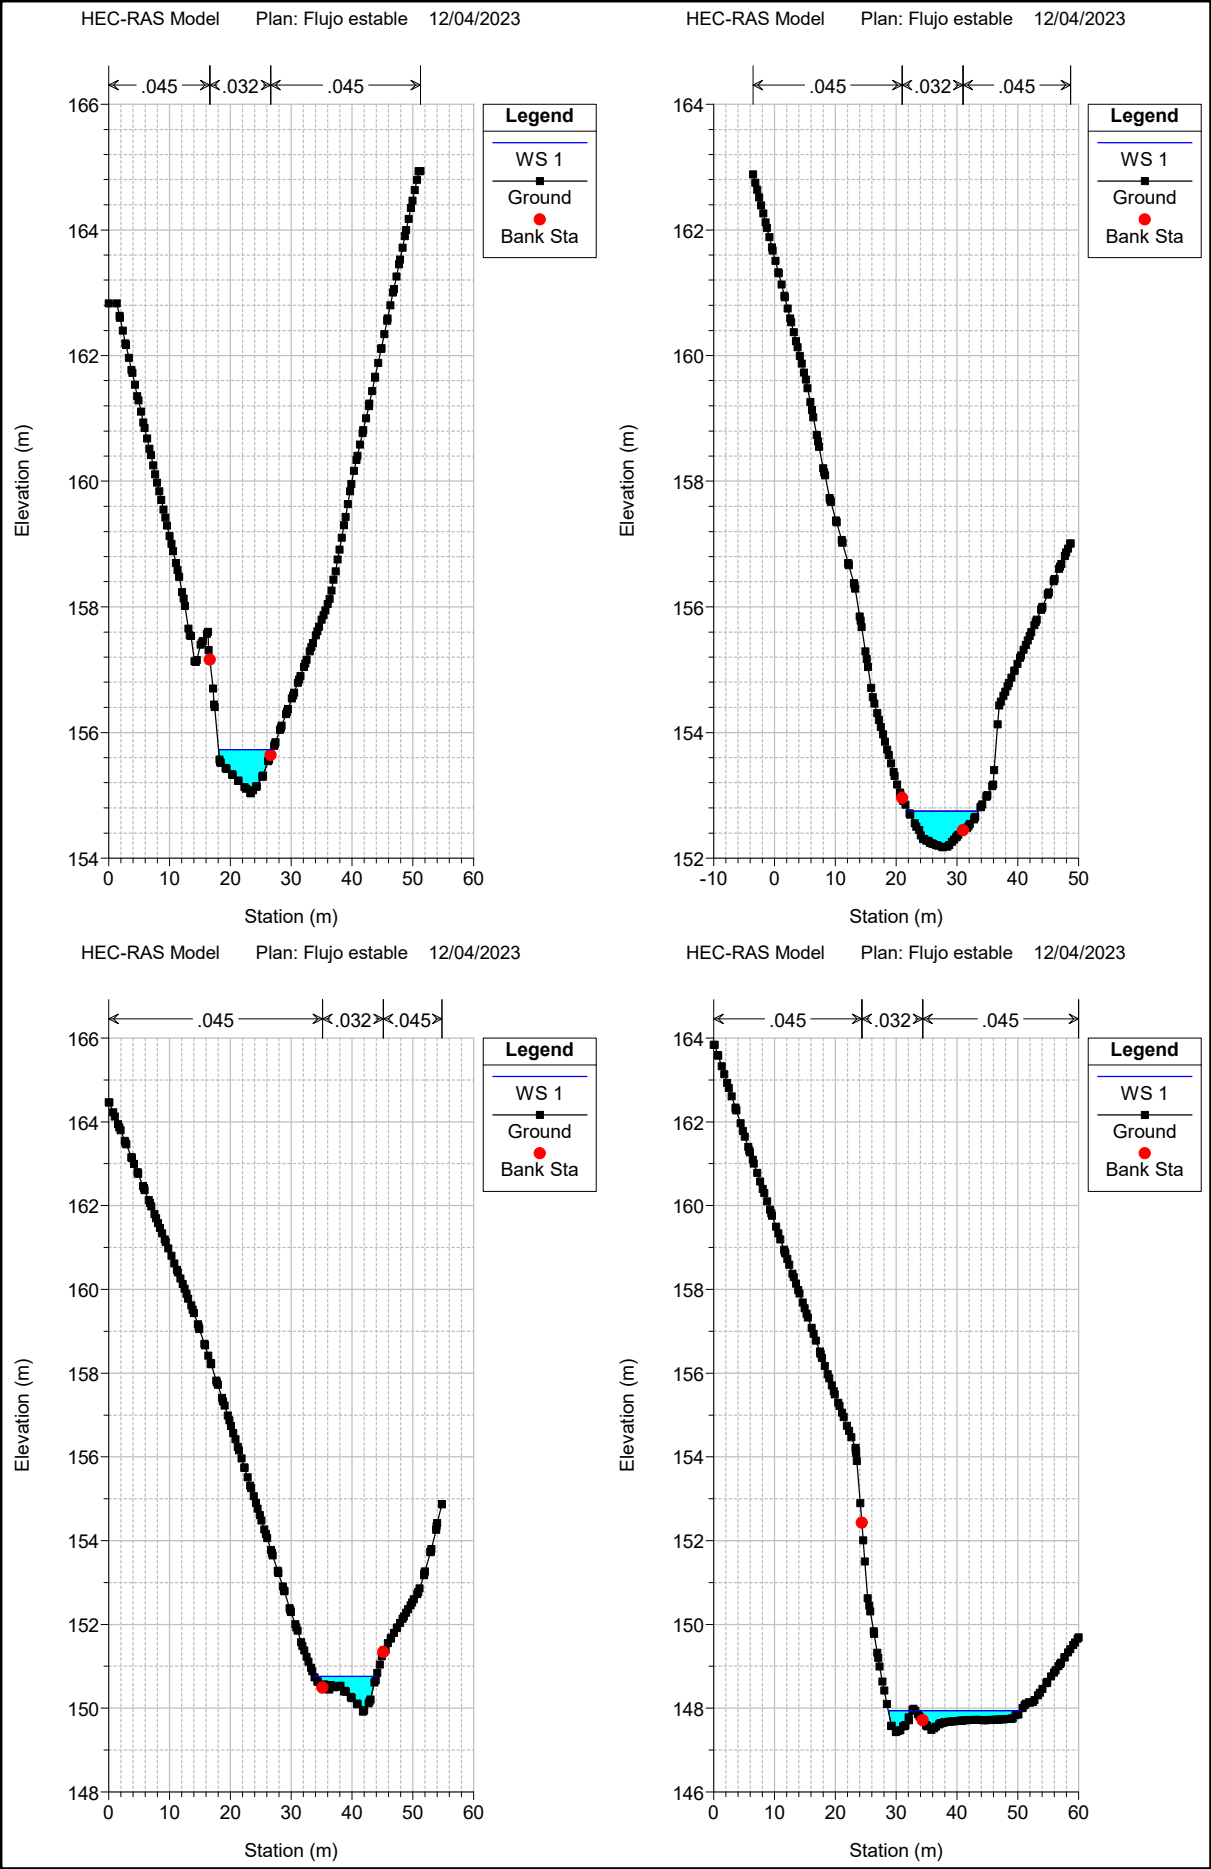 HEC-RAS Model Plan: Flujo estable 12/04/2023
.045 .032 .045
166
164
162
160
158
156
154
0 10 20 30 40 50 60
Elevation (m)
Station (m)
Legend
WS 1
Ground
Bank Sta
HEC-RAS Model Plan: Flujo estable 12/04/2023
.045 .032 .045
164
162
160
158
156
154
152
-10 0 10 20 30 40 50
Elevation (m)
Station (m)
Legend
WS 1
Ground
Bank Sta
HEC-RAS Model Plan: Flujo estable 12/04/2023
.045 .032 .045
166
164
162
160
158
156
154
152
150
148
0 10 20 30 40 50 60
Elevation (m)
Station (m)
Legend
WS 1
Ground
Bank Sta
HEC-RAS Model Plan: Flujo estable 12/04/2023
.045 .032 .045
164
162
160
158
156
154
152
150
148
146
0 10 20 30 40 50 60
Elevation (m)
Station (m)
Legend
WS 1
Ground
Bank Sta